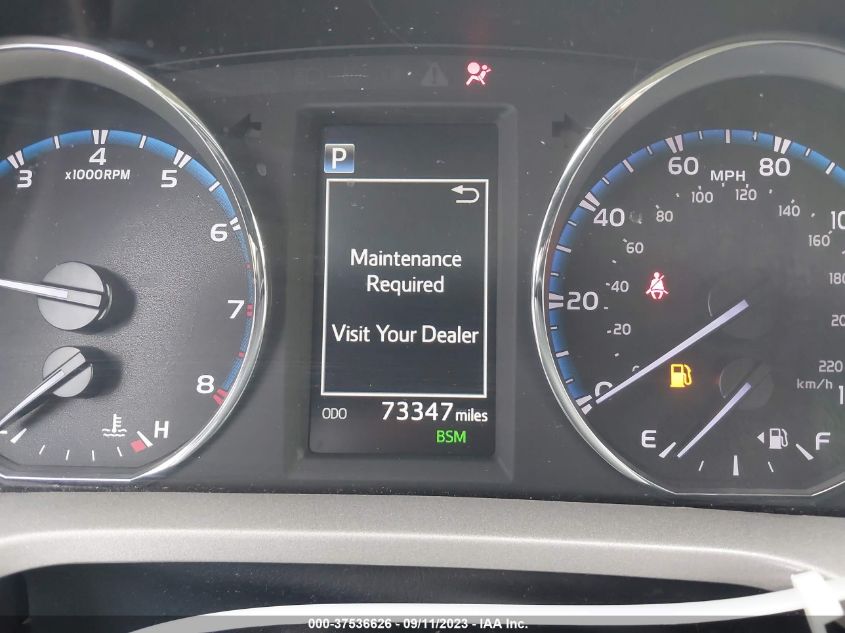 P
Maintenance
Required
Visit Your Dealer
ODO 73347 miles
BSM
3 4 5 6 7 8
x1000RPM
H
0 20 40 60 80
MPH
20 40 60 80 100 120 140 160
220
km/h
E F
000-37536626 - 09/11/2023 - IAA Inc.